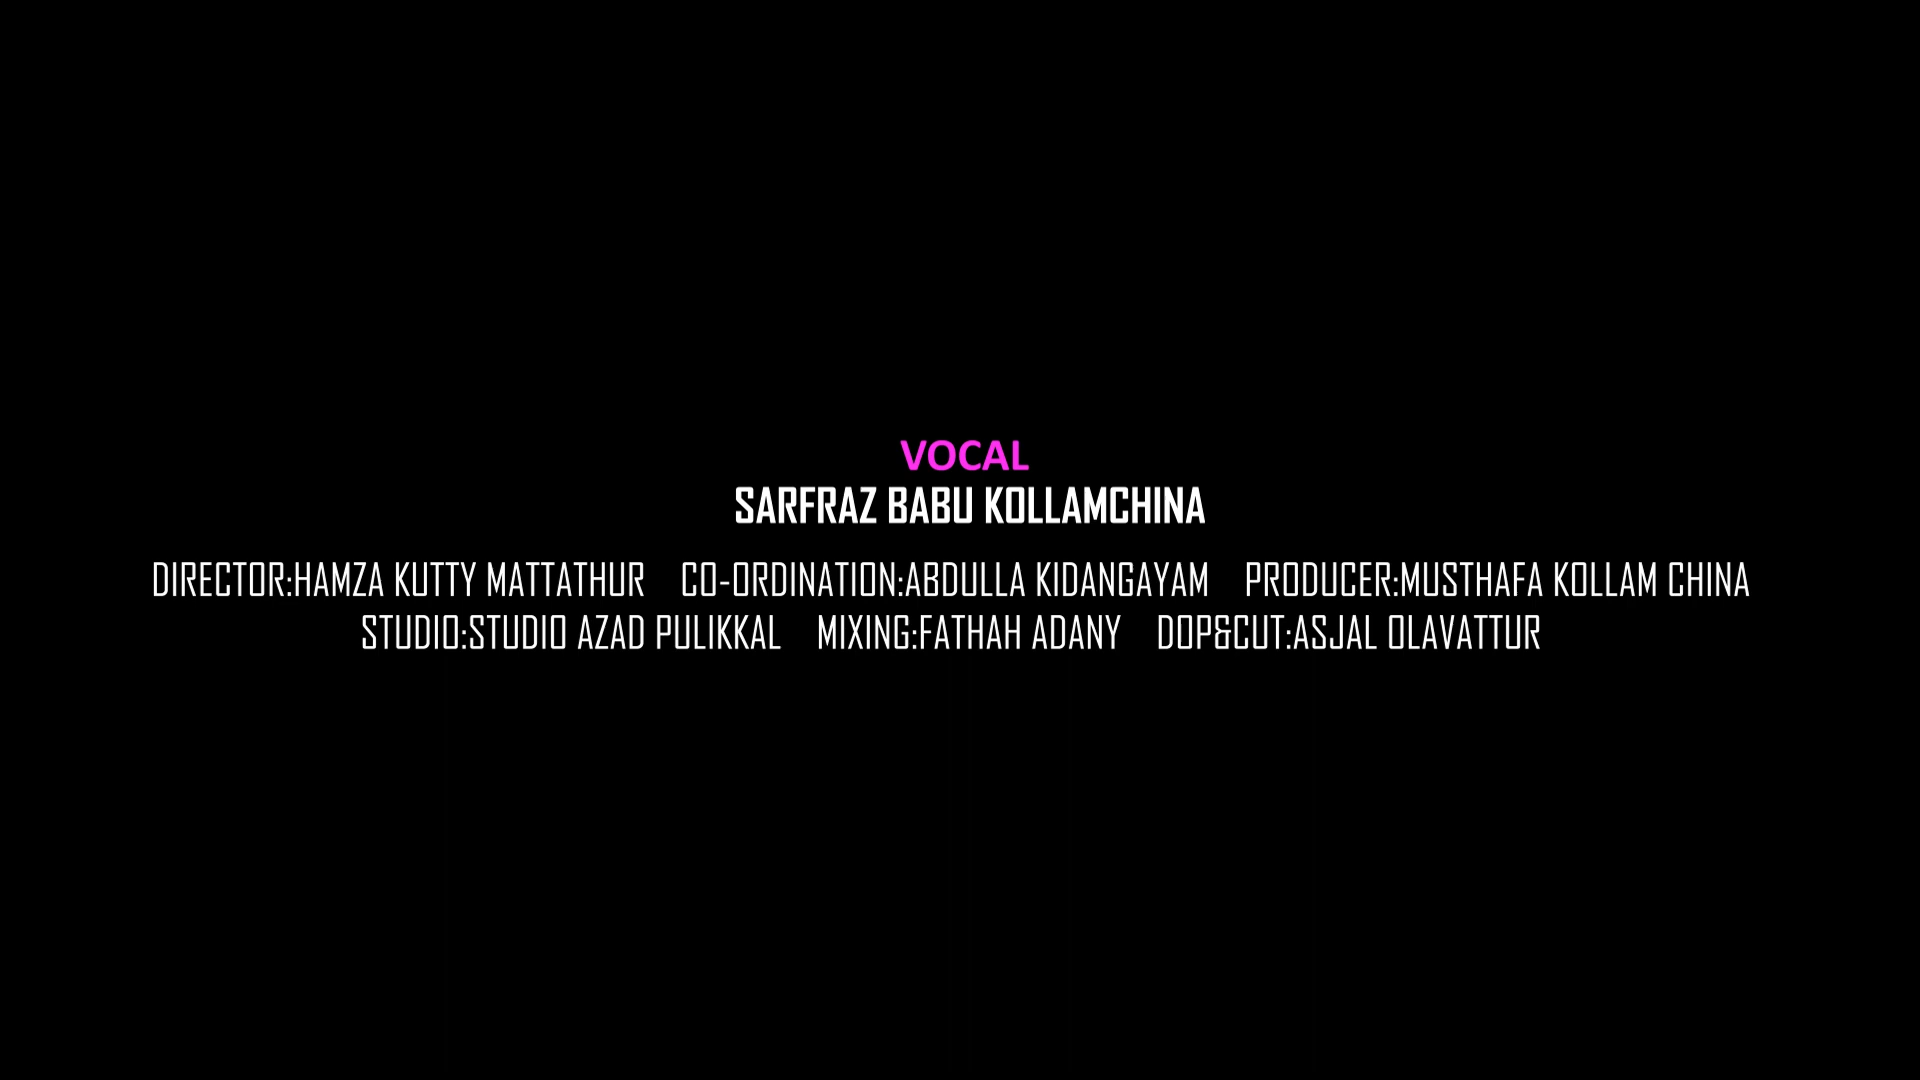 VOCAL
SARFRAZ BABU KOLLAMCHINA
DIRECTOR:HAMZA KUTTY MATTATHUR CO-ORDINATION:ABDULLA KIDANGAYAM PRODUCER:MUSTHAFA KOLLAM CHINA
STUDIO:STUDIO AZAD PULIKKAL MIXING:FATHAH ADANY DOP&CUT:ASJAL OLAVATTUR